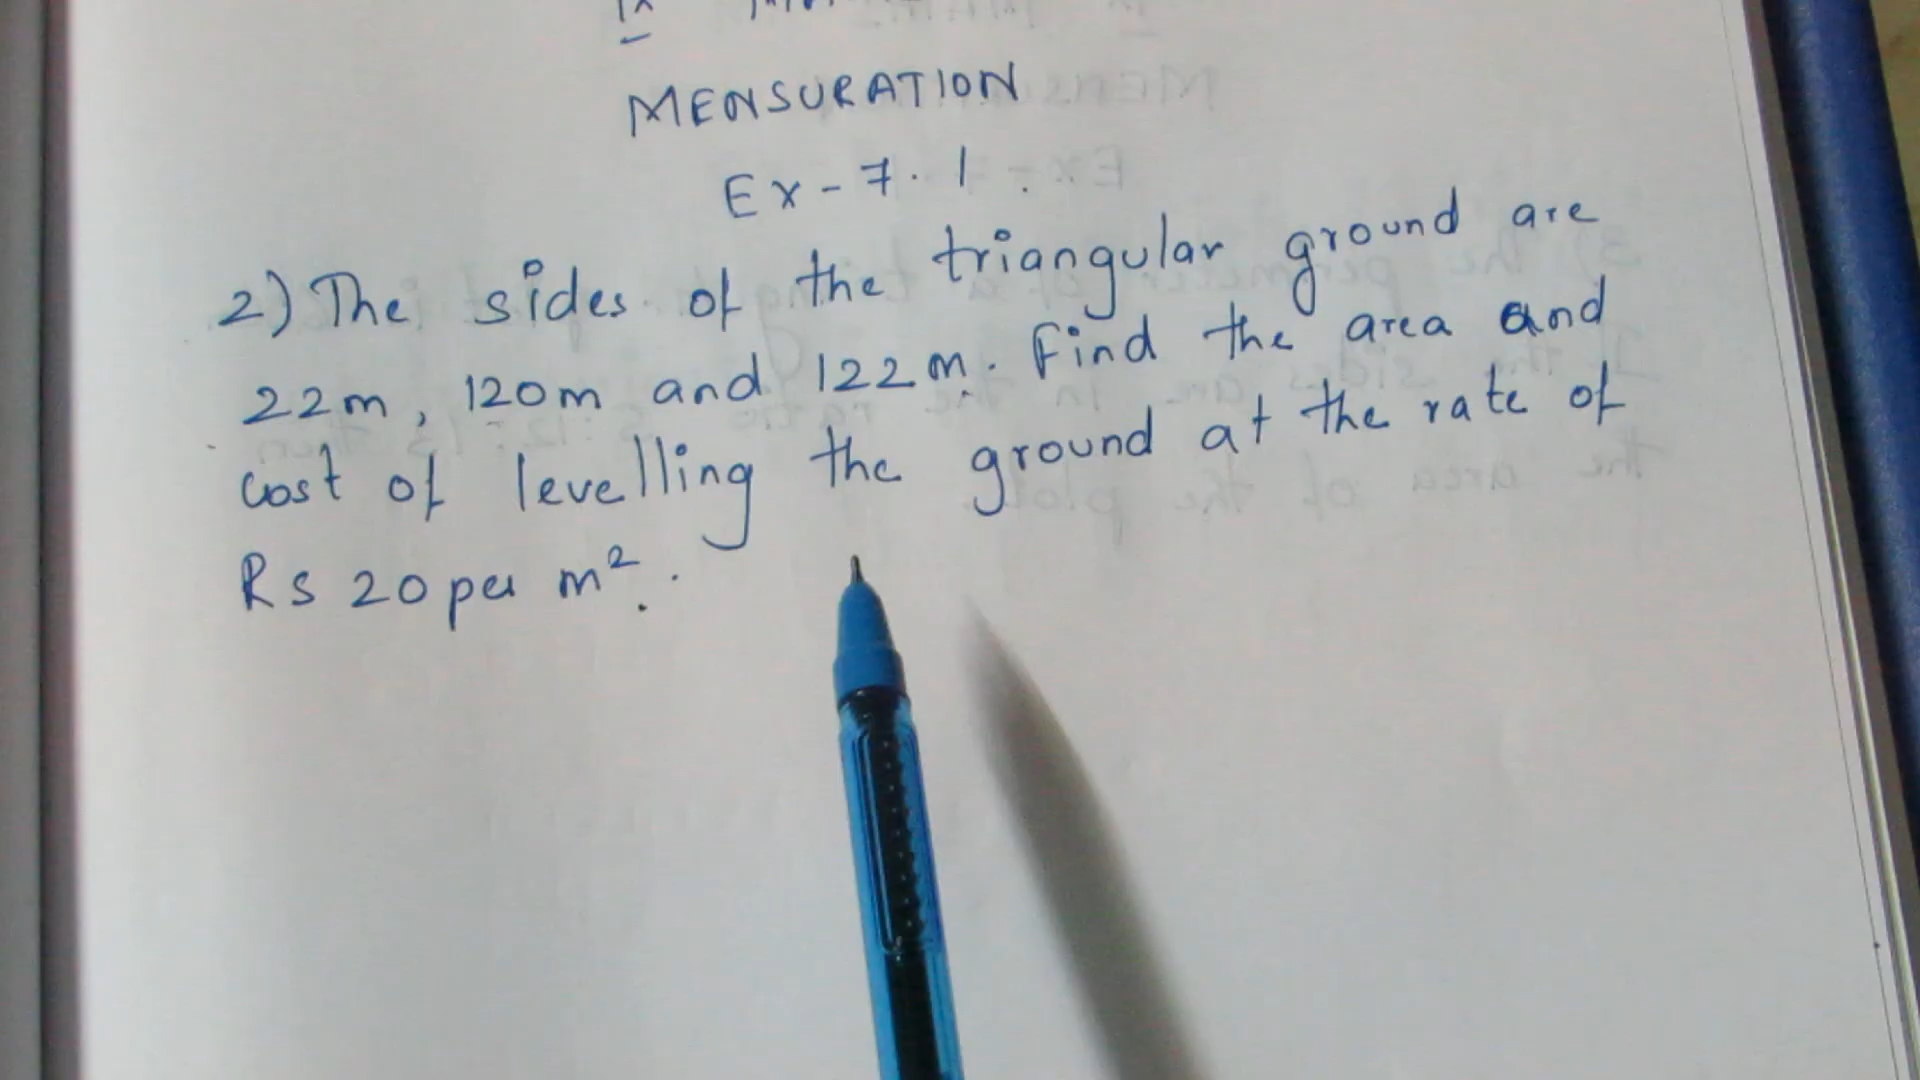 MENSURATION
Ex-7.1.
2) The sides of the triangular ground are
22m, 120m and 122m. Find the area and
cost of levelling the ground at the rate of
Rs 20 per m².